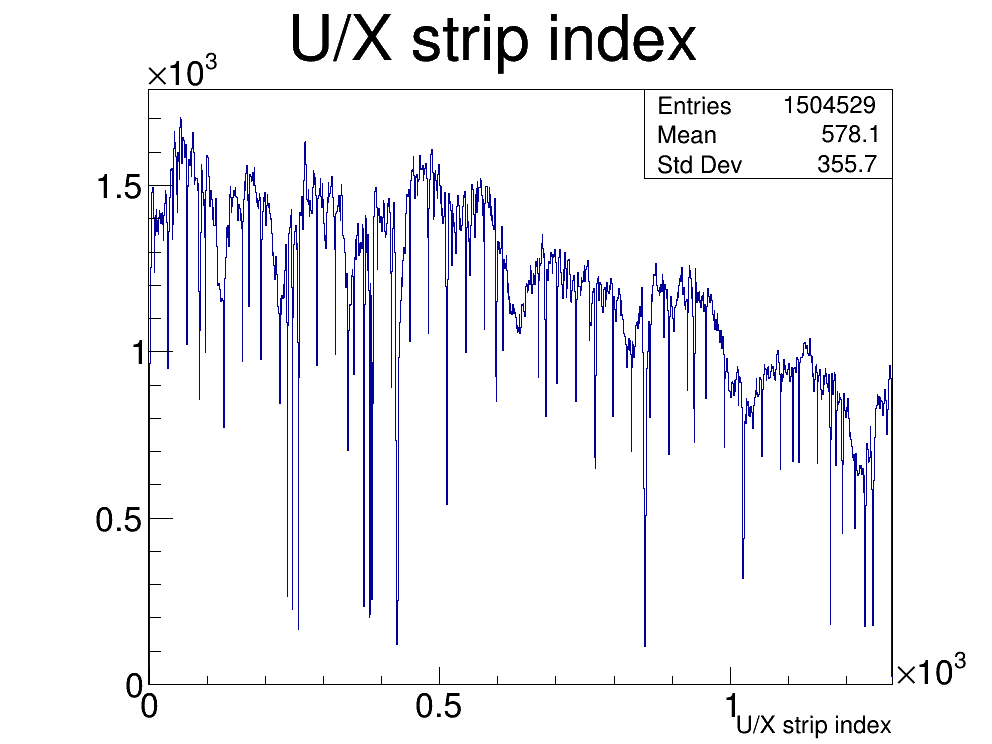 U/X strip index
×10³
Entries 1504529
Mean 578.1
Std Dev 355.7
1.5
1
0.5
0
0 0.5 1
×10³
U/X strip index